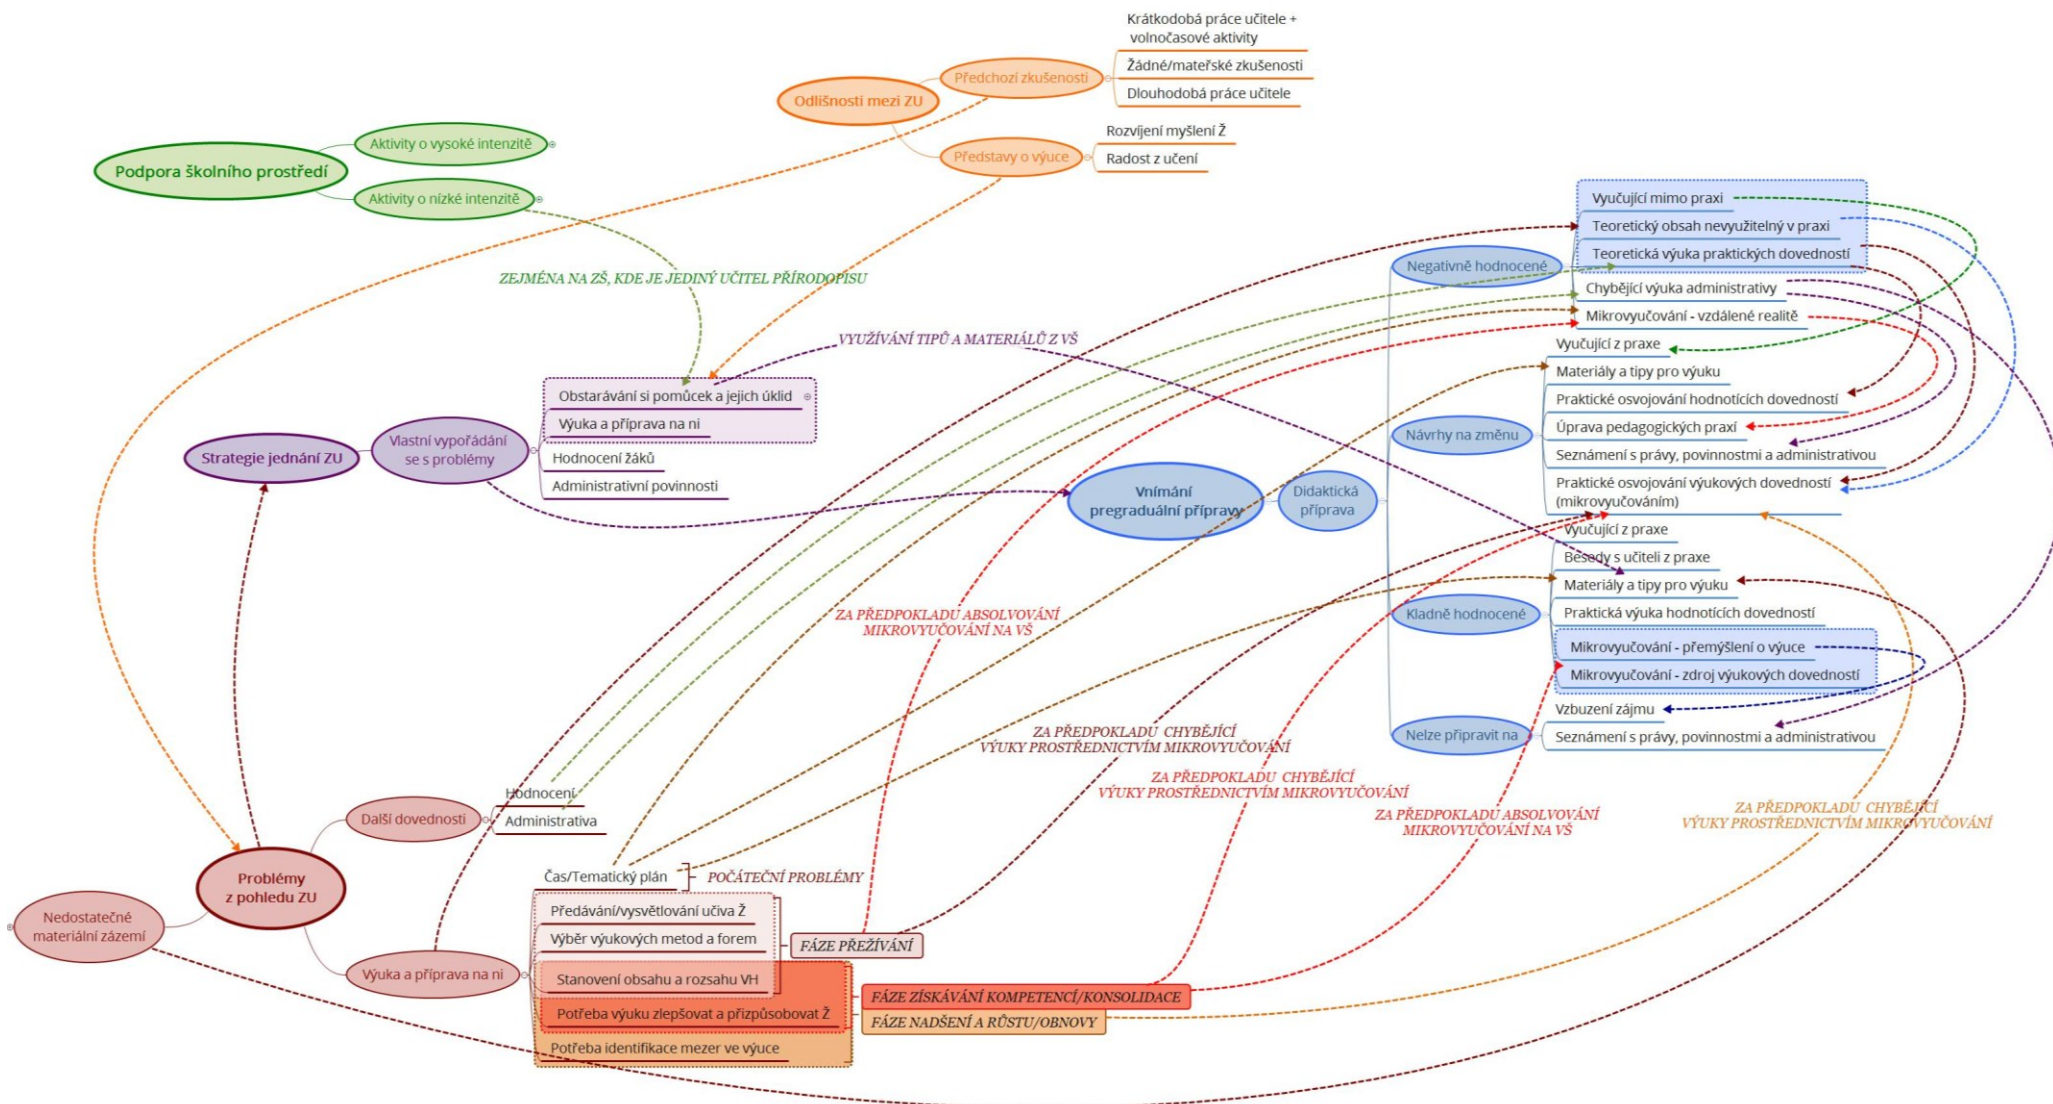 Krátkodobá práce učitele +
volnočasové aktivity
Předchozí zkušenosti
Žádné/mateřské zkušenosti
Dlouhodobá práce učitele
Odlišnosti mezi ZU
Rozvíjení myšlení Ž
Představy o výuce
Radost z učení
Aktivity o vysoké intenzitě
Podpora školního prostředí
Aktivity o nízké intenzitě
ZEJMÉNA NA ZŠ, KDE JE JEDINÝ UČITEL PŘÍRODOPISU
VYUŽÍVÁNÍ TIPŮ A MATERIÁLŮ Z VŠ
Obstarávání si pomůcek a jejich úklid
Výuka a příprava na ni
Strategie jednání ZU
Vlastní vypořádání
se s problémy
Hodnocení žáků
Administrativní povinnosti
Vnímání
pregraduální přípravy
Didaktická
příprava
Negativně hodnocené
Vyučující mimo praxi
Teoretický obsah nevyužitelný v praxi
Teoretická výuka praktických dovedností
Chybějící výuka administrativy
Mikrovyučování - vzdálené realitě
Návrhy na změnu
Vyučující z praxe
Materiály a tipy pro výuku
Praktické osvojování hodnotících dovedností
Úprava pedagogických praxí
Seznámení s právy, povinnostmi a administrativou
Praktické osvojování výukových dovedností
(mikrovyučováním)
Kladně hodnocené
Vyučující z praxe
Besedy s učiteli z praxe
Materiály a tipy pro výuku
Praktická výuka hodnotících dovedností
Mikrovyučování - přemýšlení o výuce
Mikrovyučování - zdroj výukových dovedností
Nelze připravit na
Vzbuzení zájmu
Seznámení s právy, povinnostmi a administrativou
ZA PŘEDPOKLADU ABSOLVOVÁNÍ
MIKROVYUČOVÁNÍ NA VŠ
ZA PŘEDPOKLADU CHYBĚJÍCÍ
VÝUKY PROSTŘEDNICTVÍM MIKROVYUČOVÁNÍ
ZA PŘEDPOKLADU CHYBĚJÍCÍ
VÝUKY PROSTŘEDNICTVÍM MIKROVYUČOVÁNÍ
ZA PŘEDPOKLADU ABSOLVOVÁNÍ
MIKROVYUČOVÁNÍ NA VŠ
ZA PŘEDPOKLADU CHYBĚJÍCÍ
VÝUKY PROSTŘEDNICTVÍM MIKROVYUČOVÁNÍ
Další dovednosti
Hodnocení
Administrativa
Problémy
z pohledu ZU
Nedostatečné
materiální zázemí
Výuka a příprava na ni
Čas/Tematický plán
POČÁTEČNÍ PROBLÉMY
Předávání/vysvětlování učiva Ž
Výběr výukových metod a forem
FÁZE PŘEŽÍVÁNÍ
Stanovení obsahu a rozsahu VH
FÁZE ZÍSKÁVÁNÍ KOMPETENCÍ/KONSOLIDACE
Potřeba výuku zlepšovat a přizpůsobovat Ž
FÁZE NADŠENÍ A RŮSTU/OBNOVY
Potřeba identifikace mezer ve výuce